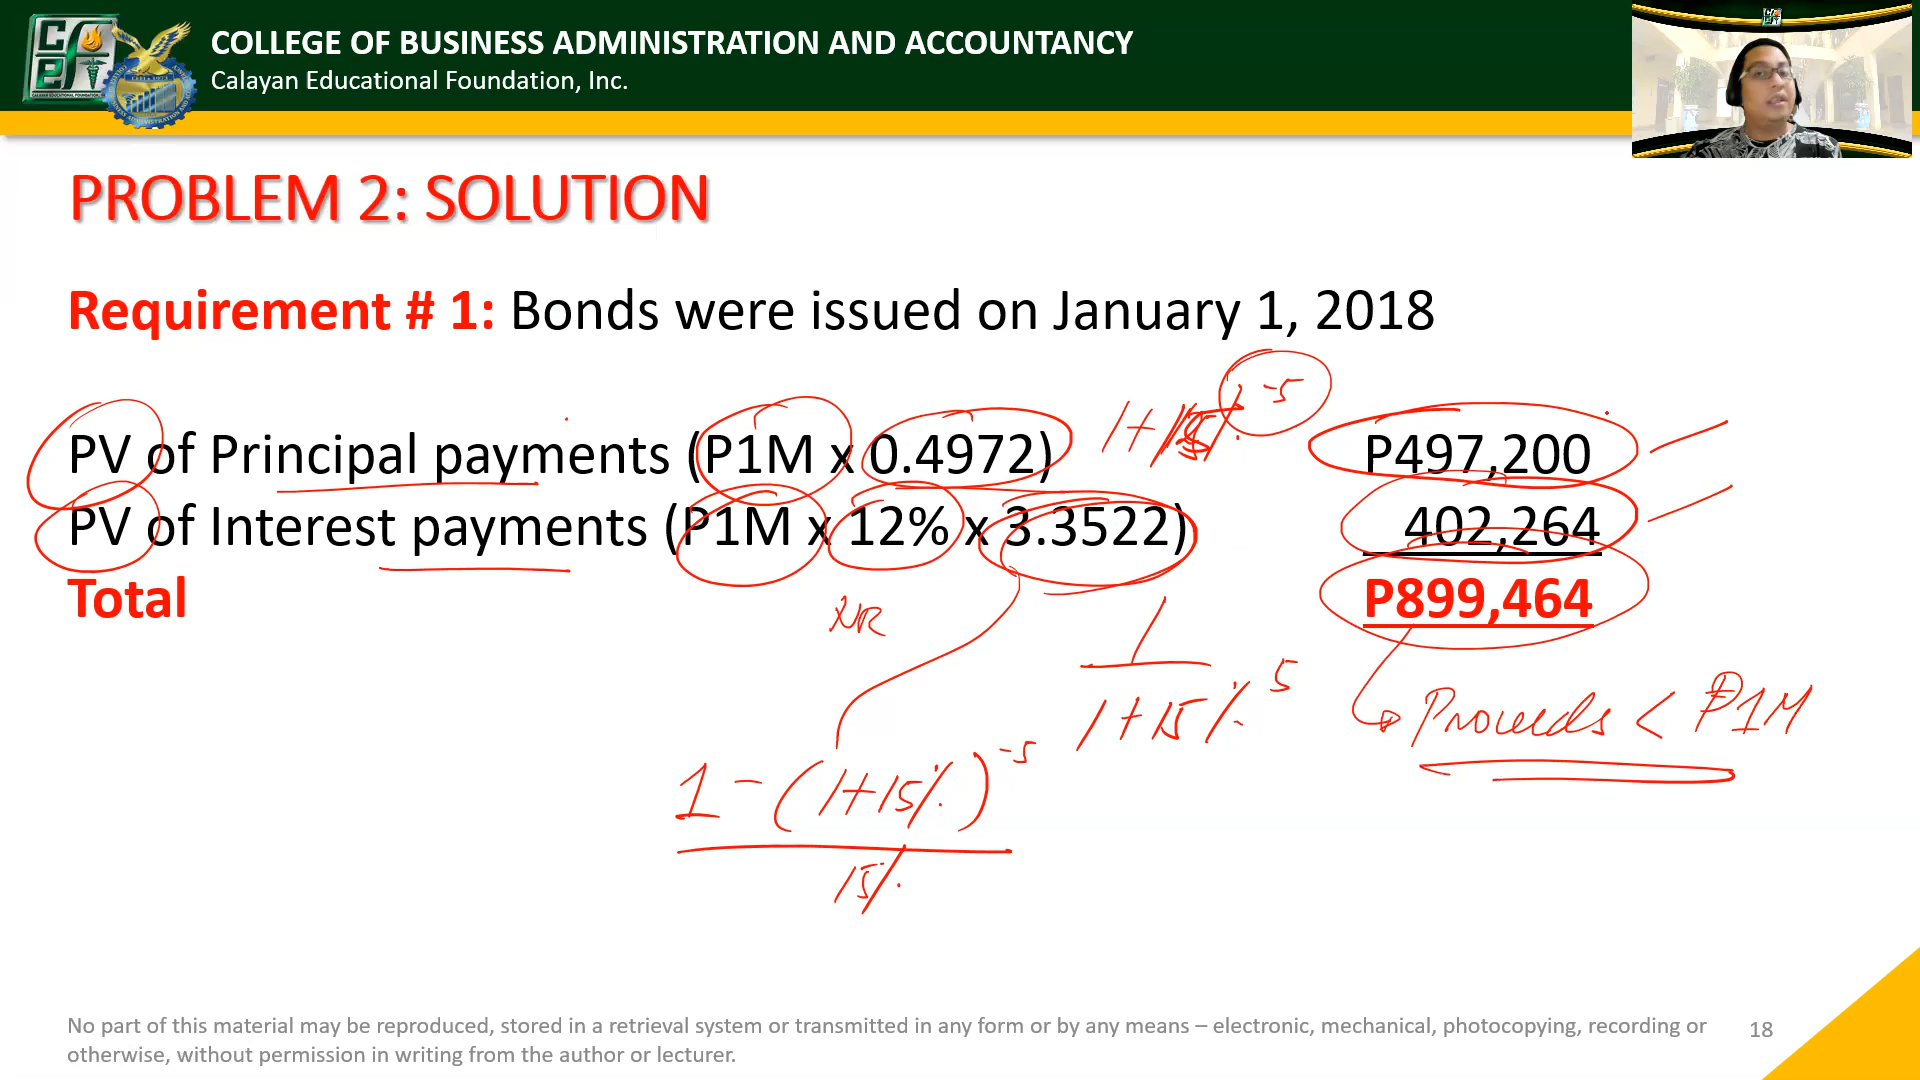 COLLEGE OF BUSINESS ADMINISTRATION AND ACCOUNTANCY
Calayan Educational Foundation, Inc.
PROBLEM 2: SOLUTION
Requirement # 1: Bonds were issued on January 1, 2018
1+15% -5
PV of Principal payments (P1M x 0.4972) P497,200
PV of Interest payments (P1M x 12% x 3.3522) 402,264
Total P899,464
NR
1
1+15% 5
Proceeds < ₱1M
1 - (1+15%) -5
15%
No part of this material may be reproduced, stored in a retrieval system or transmitted in any form or by any means – electronic, mechanical, photocopying, recording or
otherwise, without permission in writing from the author or lecturer.
18